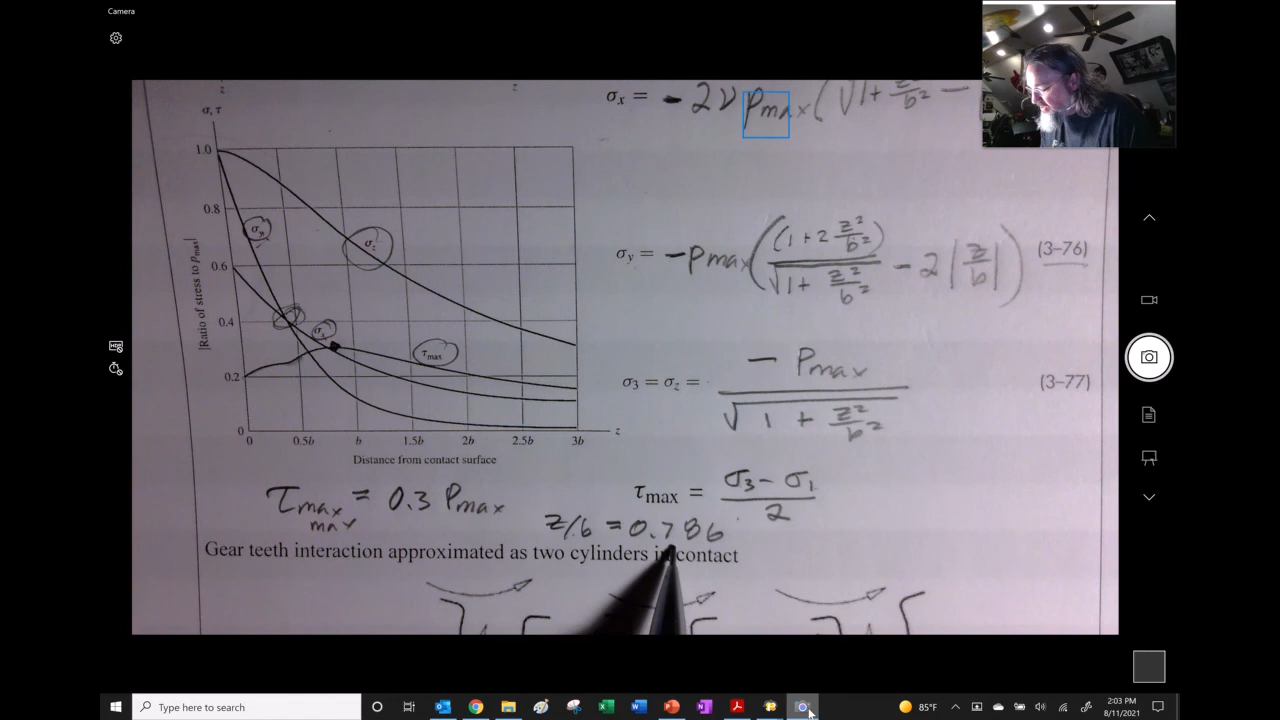 Camera
z
z
σ, τ
σx = - 2ν Pmax( √1+ z²/b² -
1.0
0.8
σy
σz
0.6
σy = -Pmax( (1+2 z²/b²) / √1+ z²/b² - 2 |z/b| ) (3–76)
|Ratio of stress to pmax|
0.4
σx
τmax
0.2
σ3 = σz = - Pmax / √1 + z²/b² (3–77)
0
z
0 0.5b b 1.5b 2b 2.5b 3b
Distance from contact surface
τmax max = 0.3 Pmax
τmax = σ3 - σ1 / 2
z/b = 0.786
Gear teeth interaction approximated as two cylinders in contact
Type here to search
85°F
2:03 PM
8/11/2021